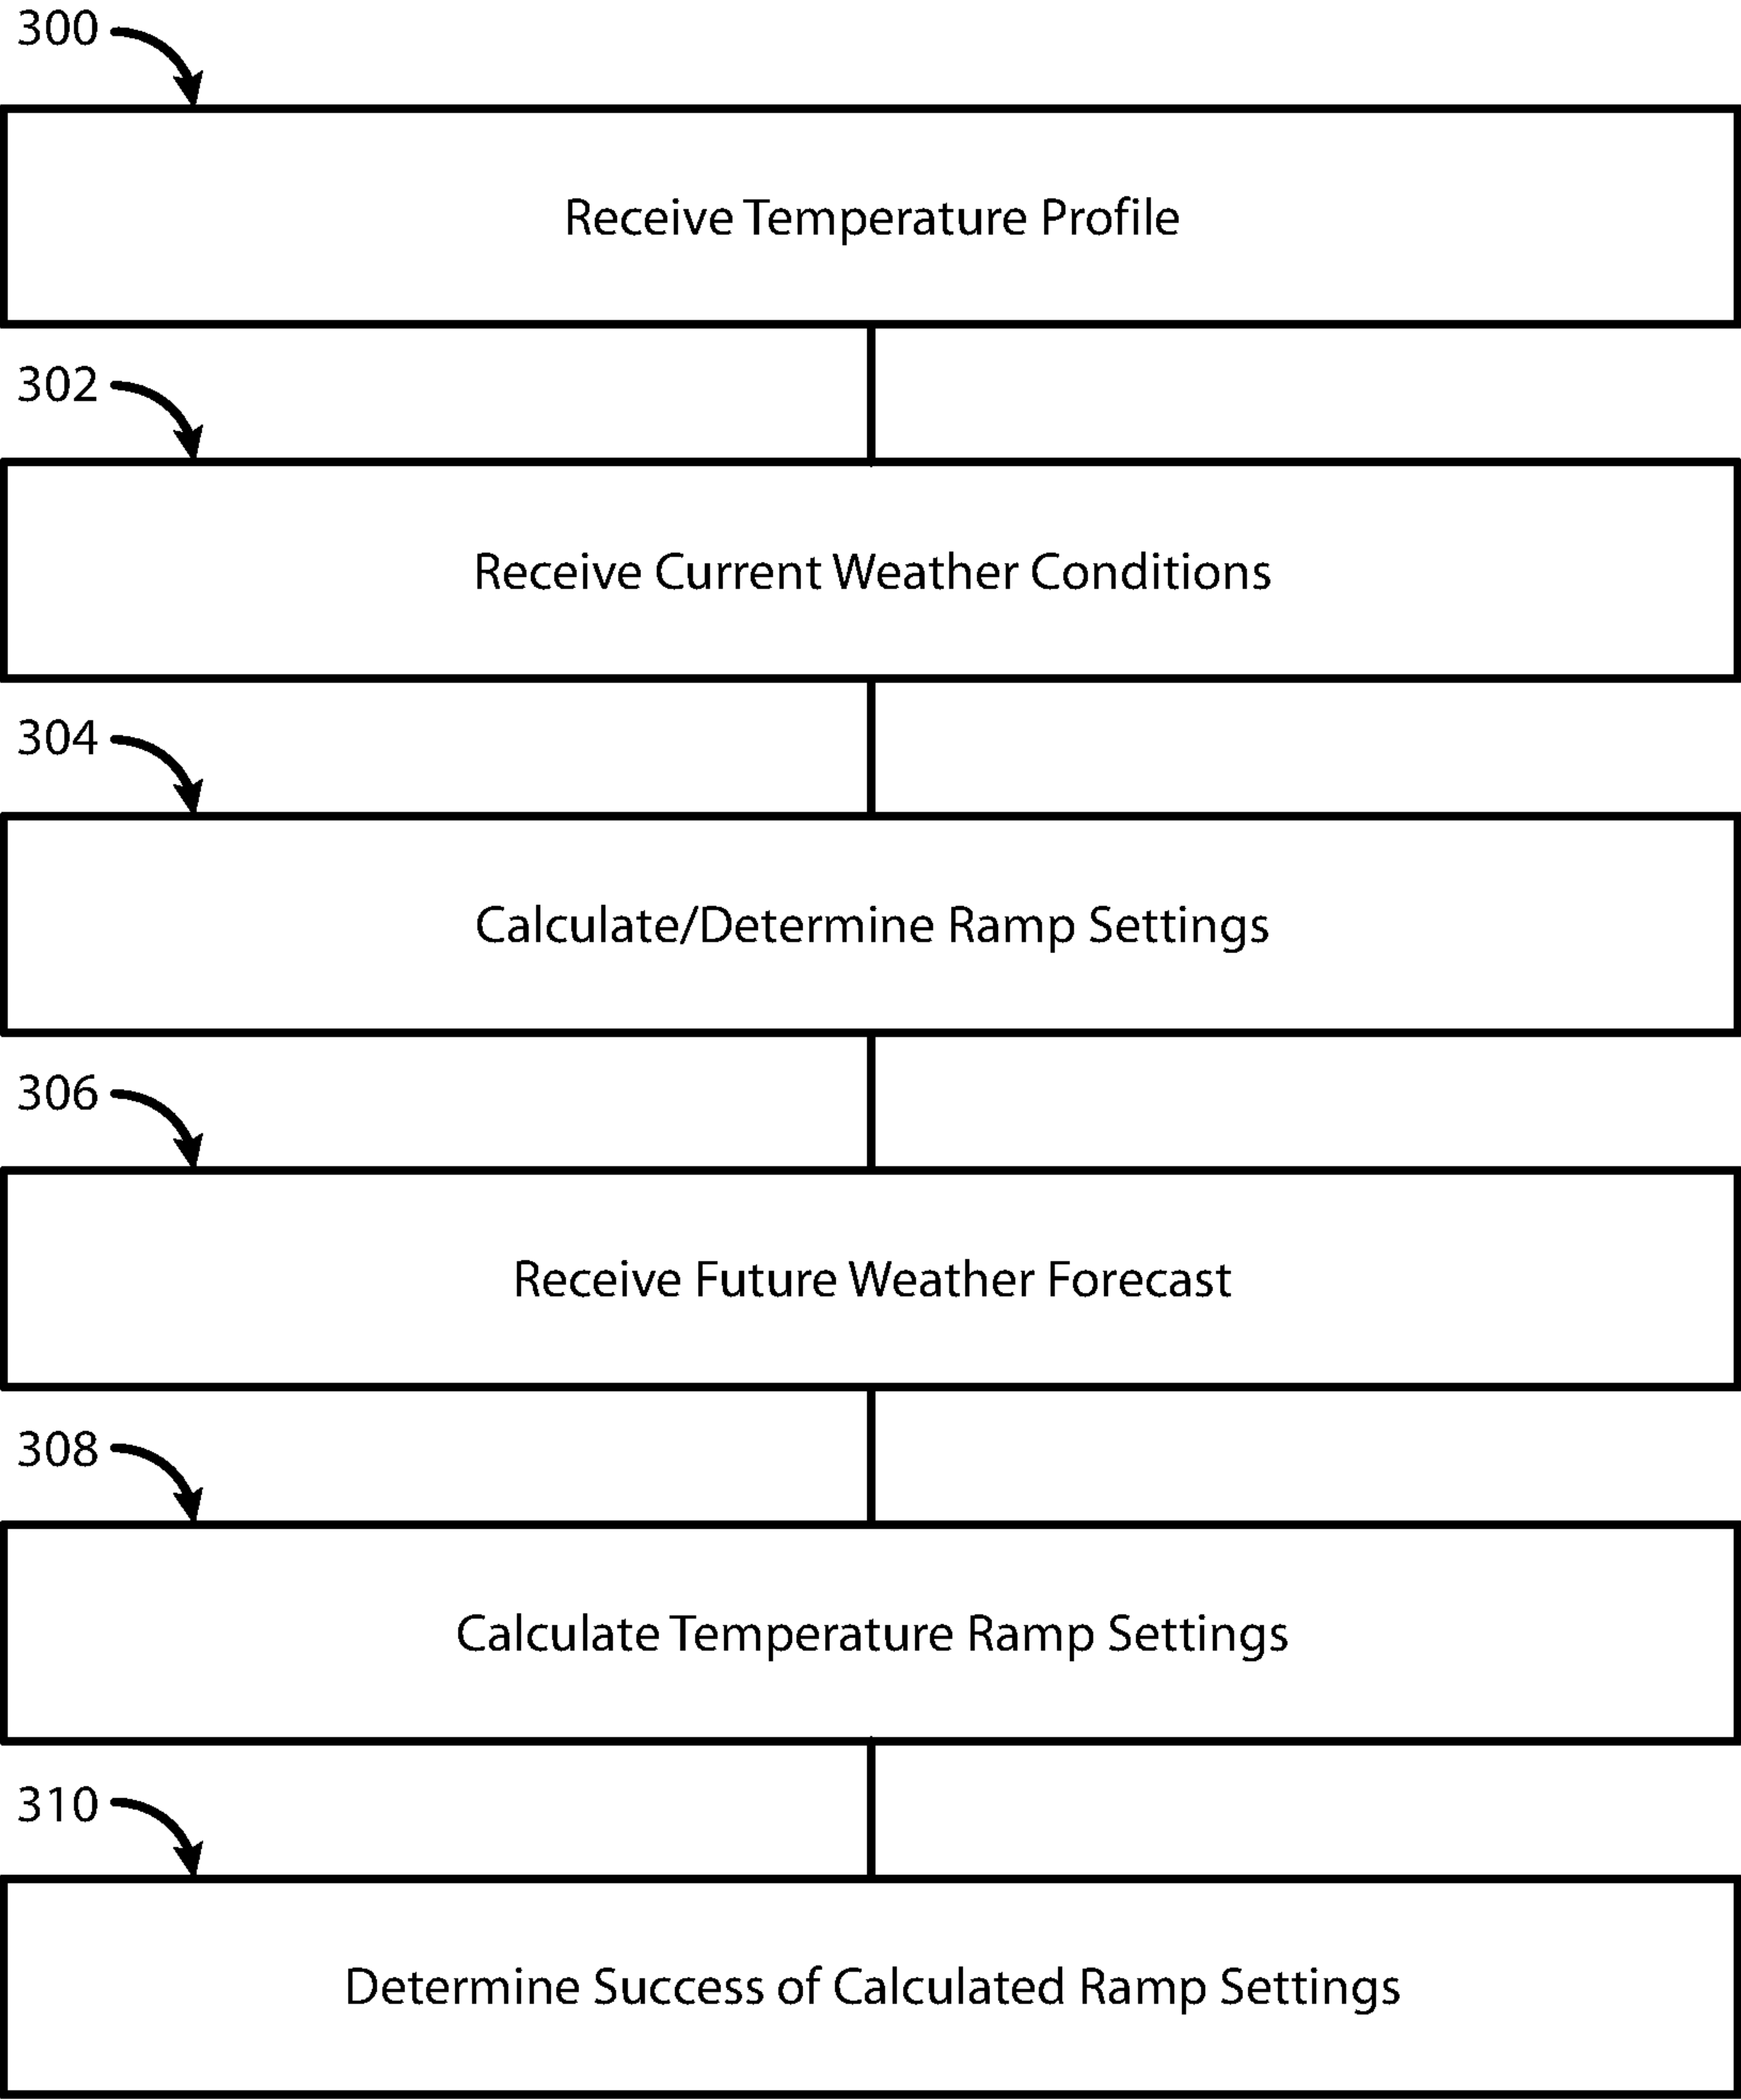 300
Receive Temperature Profile
302
Receive Current Weather Conditions
304
Calculate/Determine Ramp Settings
306
Receive Future Weather Forecast
308
Calculate Temperature Ramp Settings
310
Determine Success of Calculated Ramp Settings